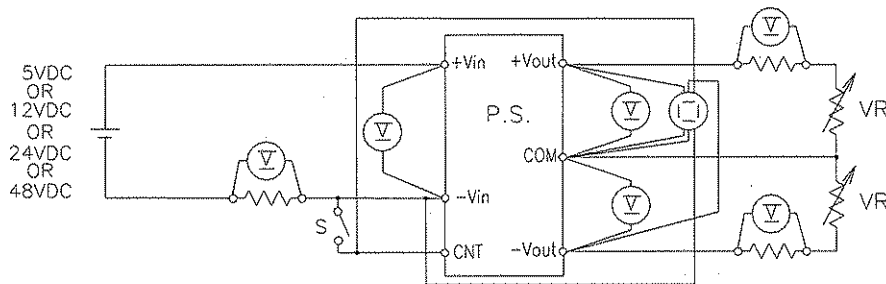 5VDC
OR
12VDC
OR
24VDC
OR
48VDC
V
V
S
+Vin
-Vin
CNT
P.S.
+Vout
COM
-Vout
V
V
V
V
VR
VR